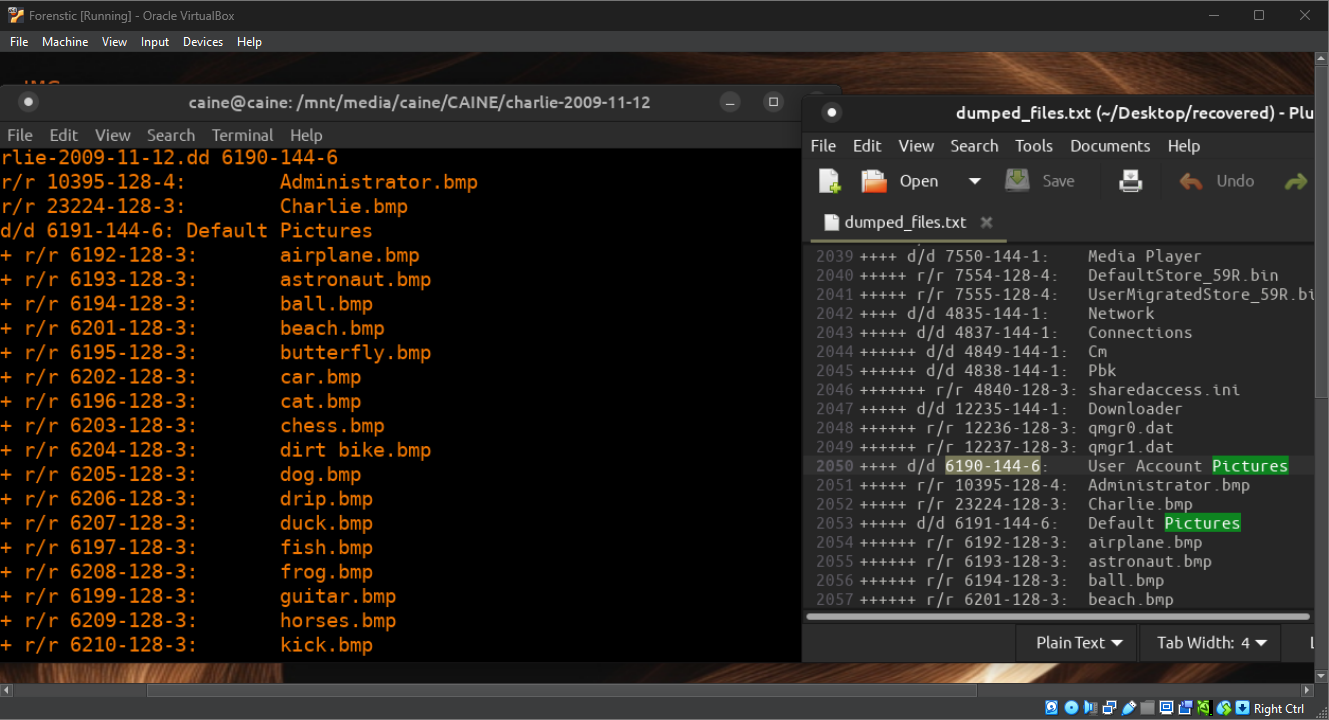 Forenstic [Running] - Oracle VirtualBox
File Machine View Input Devices Help
caine@caine: /mnt/media/caine/CAINE/charlie-2009-11-12
File Edit View Search Terminal Help
rlie-2009-11-12.dd 6190-144-6
r/r 10395-128-4: Administrator.bmp
r/r 23224-128-3: Charlie.bmp
d/d 6191-144-6: Default Pictures
+ r/r 6192-128-3: airplane.bmp
+ r/r 6193-128-3: astronaut.bmp
+ r/r 6194-128-3: ball.bmp
+ r/r 6201-128-3: beach.bmp
+ r/r 6195-128-3: butterfly.bmp
+ r/r 6202-128-3: car.bmp
+ r/r 6196-128-3: cat.bmp
+ r/r 6203-128-3: chess.bmp
+ r/r 6204-128-3: dirt bike.bmp
+ r/r 6205-128-3: dog.bmp
+ r/r 6206-128-3: drip.bmp
+ r/r 6207-128-3: duck.bmp
+ r/r 6197-128-3: fish.bmp
+ r/r 6208-128-3: frog.bmp
+ r/r 6199-128-3: guitar.bmp
+ r/r 6209-128-3: horses.bmp
+ r/r 6210-128-3: kick.bmp
dumped_files.txt (~/Desktop/recovered) - Plu
File Edit View Search Tools Documents Help
Open Save Undo
dumped_files.txt
2039 ++++ d/d 7550-144-1: Media Player
2040 +++++ r/r 7554-128-4: DefaultStore_59R.bin
2041 +++++ r/r 7555-128-4: UserMigratedStore_59R.bi
2042 ++++ d/d 4835-144-1: Network
2043 +++++ d/d 4837-144-1: Connections
2044 ++++++ d/d 4849-144-1: Cm
2045 ++++++ d/d 4838-144-1: Pbk
2046 +++++++ r/r 4840-128-3: sharedaccess.ini
2047 +++++ d/d 12235-144-1: Downloader
2048 ++++++ r/r 12236-128-3: qmgr0.dat
2049 ++++++ r/r 12237-128-3: qmgr1.dat
2050 ++++ d/d 6190-144-6: User Account Pictures
2051 +++++ r/r 10395-128-4: Administrator.bmp
2052 +++++ r/r 23224-128-3: Charlie.bmp
2053 +++++ d/d 6191-144-6: Default Pictures
2054 ++++++ r/r 6192-128-3: airplane.bmp
2055 ++++++ r/r 6193-128-3: astronaut.bmp
2056 ++++++ r/r 6194-128-3: ball.bmp
2057 ++++++ r/r 6201-128-3: beach.bmp
Plain Text Tab Width: 4
Right Ctrl